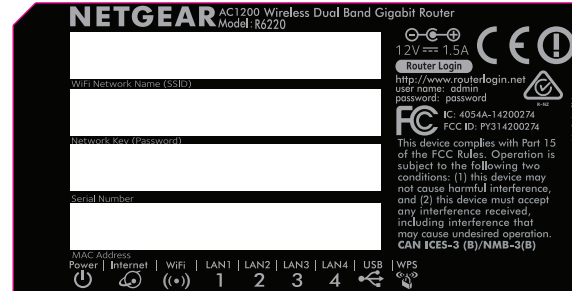 NETGEAR AC1200 Wireless Dual Band Gigabit Router
Model: R6220
12V 1.5A
CE
Router Login
http://www.routerlogin.net
user name: admin
password: password
R-NZ
FC
IC: 4054A-14200274
FCC ID: PY314200274
This device complies with Part 15
of the FCC Rules. Operation is
subject to the following two
conditions: (1) this device may
not cause harmful interference,
and (2) this device must accept
any interference received,
including interference that
may cause undesired operation.
CAN ICES-3 (B)/NMB-3(B)
WiFi Network Name (SSID)
Network Key (Password)
Serial Number
MAC Address
Power | Internet | WiFi | LAN1 | LAN2 | LAN3 | LAN4 | USB | WPS
1 2 3 4